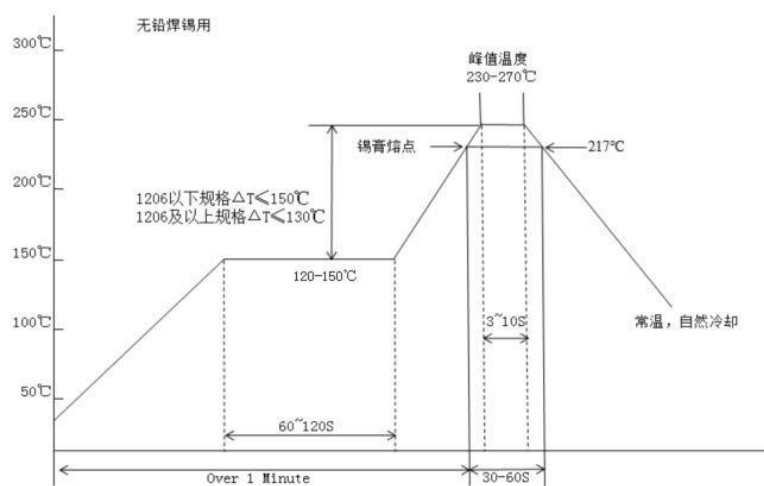 无铅焊锡用
300℃
峰值温度
230-270℃
250℃
锡膏熔点
217℃
200℃
1206以下规格△T≤150℃
1206及以上规格△T≤130℃
150℃
120-150℃
100℃
3~10S
常温，自然冷却
50℃
60~120S
Over 1 Minute
30-60S